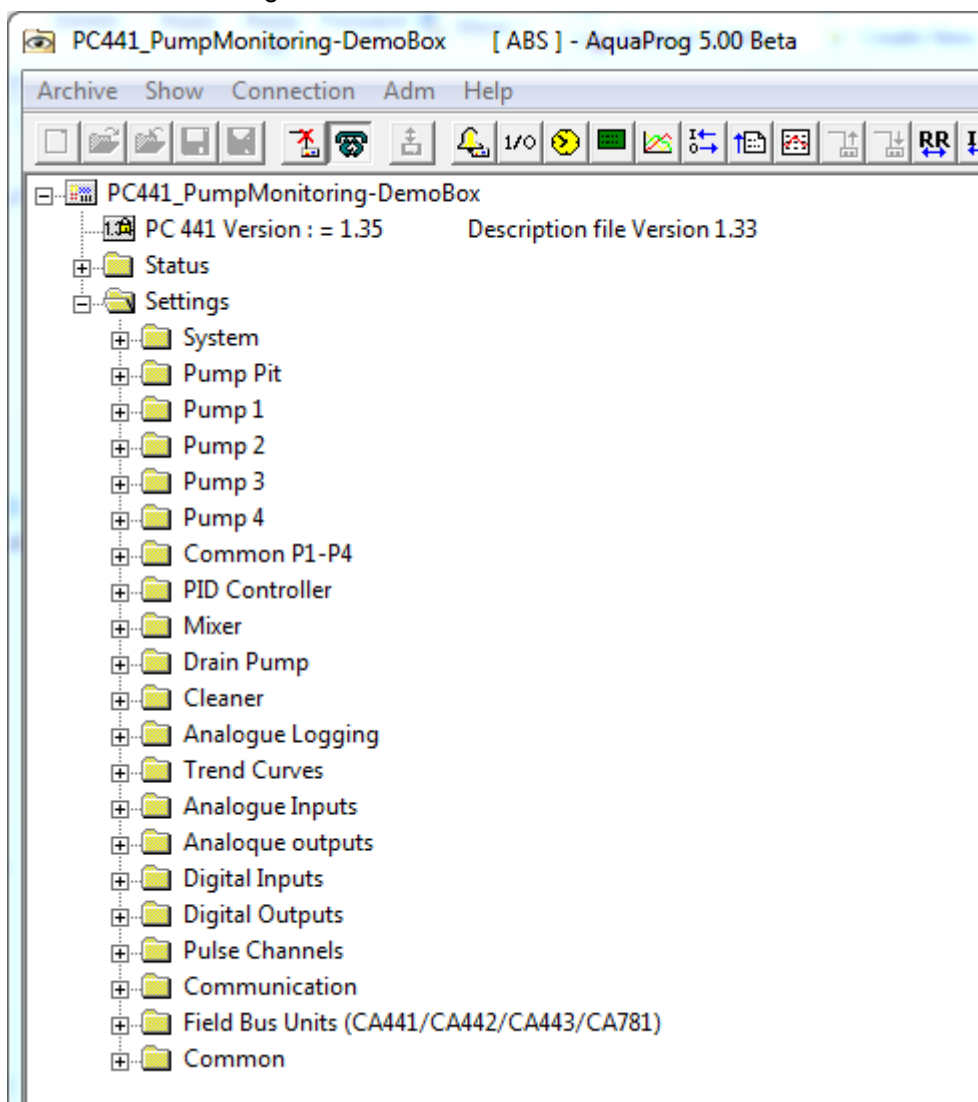 PC441_PumpMonitoring-DemoBox [ ABS ] - AquaProg 5.00 Beta
Archive Show Connection Adm Help
1/0 RR
PC441_PumpMonitoring-DemoBox
PC 441 Version : = 1.35 Description file Version 1.33
Status
Settings
System
Pump Pit
Pump 1
Pump 2
Pump 3
Pump 4
Common P1-P4
PID Controller
Mixer
Drain Pump
Cleaner
Analogue Logging
Trend Curves
Analogue Inputs
Analoque outputs
Digital Inputs
Digital Outputs
Pulse Channels
Communication
Field Bus Units (CA441/CA442/CA443/CA781)
Common